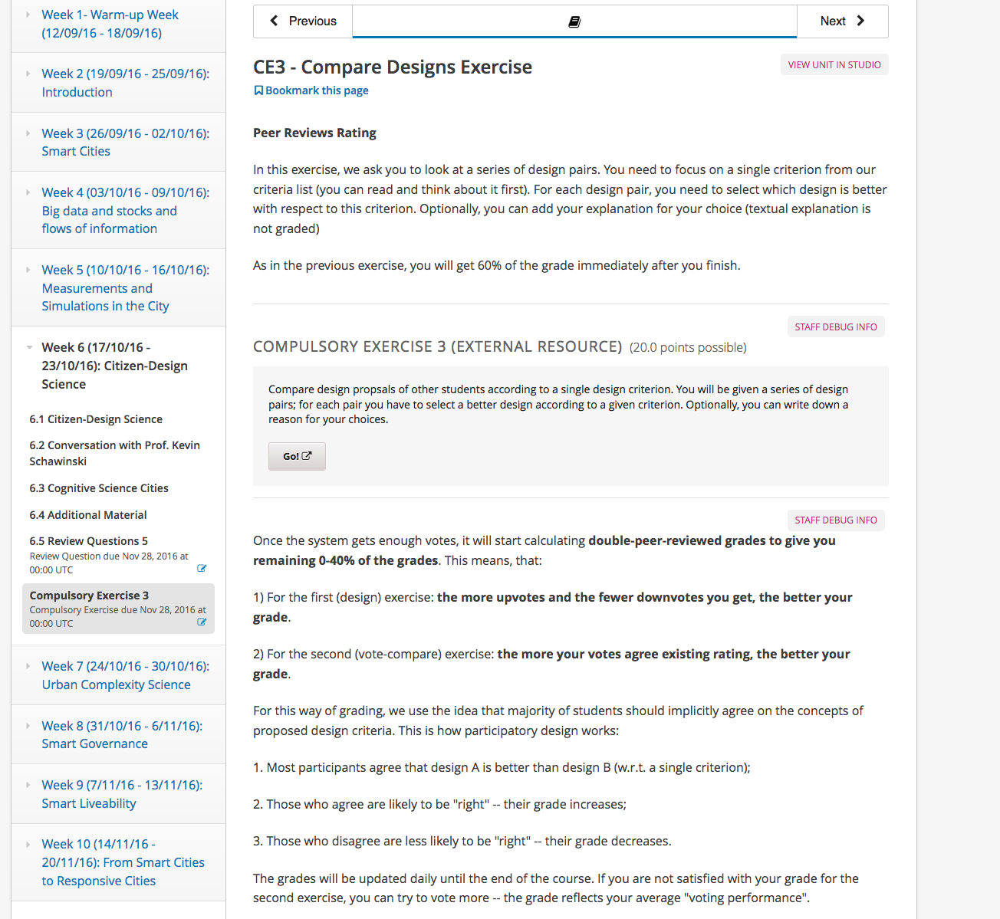 Week 1- Warm-up Week
(12/09/16 - 18/09/16)
Week 2 (19/09/16 - 25/09/16):
Introduction
Week 3 (26/09/16 - 02/10/16):
Smart Cities
Week 4 (03/10/16 - 09/10/16):
Big data and stocks and
flows of information
Week 5 (10/10/16 - 16/10/16):
Measurements and
Simulations in the City
Week 6 (17/10/16 -
23/10/16): Citizen-Design
Science
6.1 Citizen-Design Science
6.2 Conversation with Prof. Kevin
Schawinski
6.3 Cognitive Science Cities
6.4 Additional Material
6.5 Review Questions 5
Review Question due Nov 28, 2016 at
00:00 UTC
Compulsory Exercise 3
Compulsory Exercise due Nov 28, 2016 at
00:00 UTC
Week 7 (24/10/16 - 30/10/16):
Urban Complexity Science
Week 8 (31/10/16 - 6/11/16):
Smart Governance
Week 9 (7/11/16 - 13/11/16):
Smart Liveability
Week 10 (14/11/16 -
20/11/16): From Smart Cities
to Responsive Cities
Previous
Next
CE3 - Compare Designs Exercise
VIEW UNIT IN STUDIO
Bookmark this page
Peer Reviews Rating
In this exercise, we ask you to look at a series of design pairs. You need to focus on a single criterion from our
criteria list (you can read and think about it first). For each design pair, you need to select which design is better
with respect to this criterion. Optionally, you can add your explanation for your choice (textual explanation is
not graded)
As in the previous exercise, you will get 60% of the grade immediately after you finish.
STAFF DEBUG INFO
COMPULSORY EXERCISE 3 (EXTERNAL RESOURCE) (20.0 points possible)
Compare design propsals of other students according to a single design criterion. You will be given a series of design
pairs; for each pair you have to select a better design according to a given criterion. Optionally, you can write down a
reason for your choices.
Go!
STAFF DEBUG INFO
Once the system gets enough votes, it will start calculating double-peer-reviewed grades to give you
remaining 0-40% of the grades. This means, that:
1) For the first (design) exercise: the more upvotes and the fewer downvotes you get, the better your
grade.
2) For the second (vote-compare) exercise: the more your votes agree existing rating, the better your
grade.
For this way of grading, we use the idea that majority of students should implicitly agree on the concepts of
proposed design criteria. This is how participatory design works:
1. Most participants agree that design A is better than design B (w.r.t. a single criterion);
2. Those who agree are likely to be "right" -- their grade increases;
3. Those who disagree are less likely to be "right" -- their grade decreases.
The grades will be updated daily until the end of the course. If you are not satisfied with your grade for the
second exercise, you can try to vote more -- the grade reflects your average "voting performance".